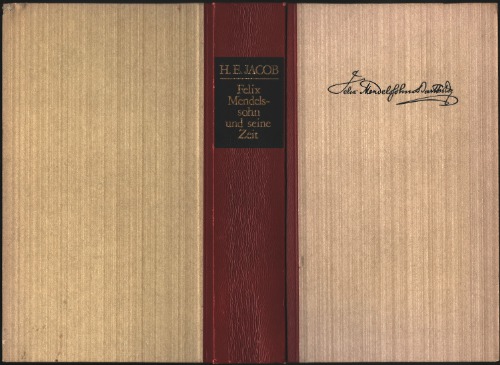 H. E. JACOB
Felix
Mendels-
sohn
und seine
Zeit
Felix Mendelssohn Bartholdy